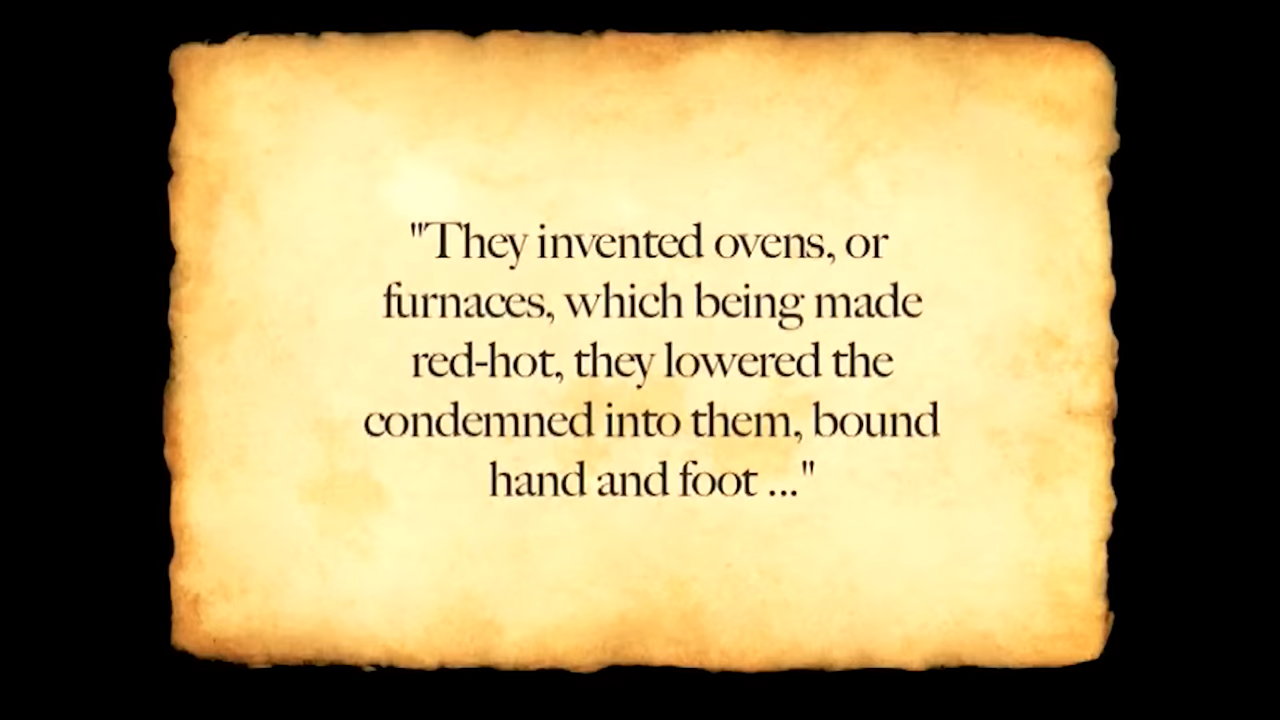 "They invented ovens, or
furnaces, which being made
red-hot, they lowered the
condemned into them, bound
hand and foot ..."